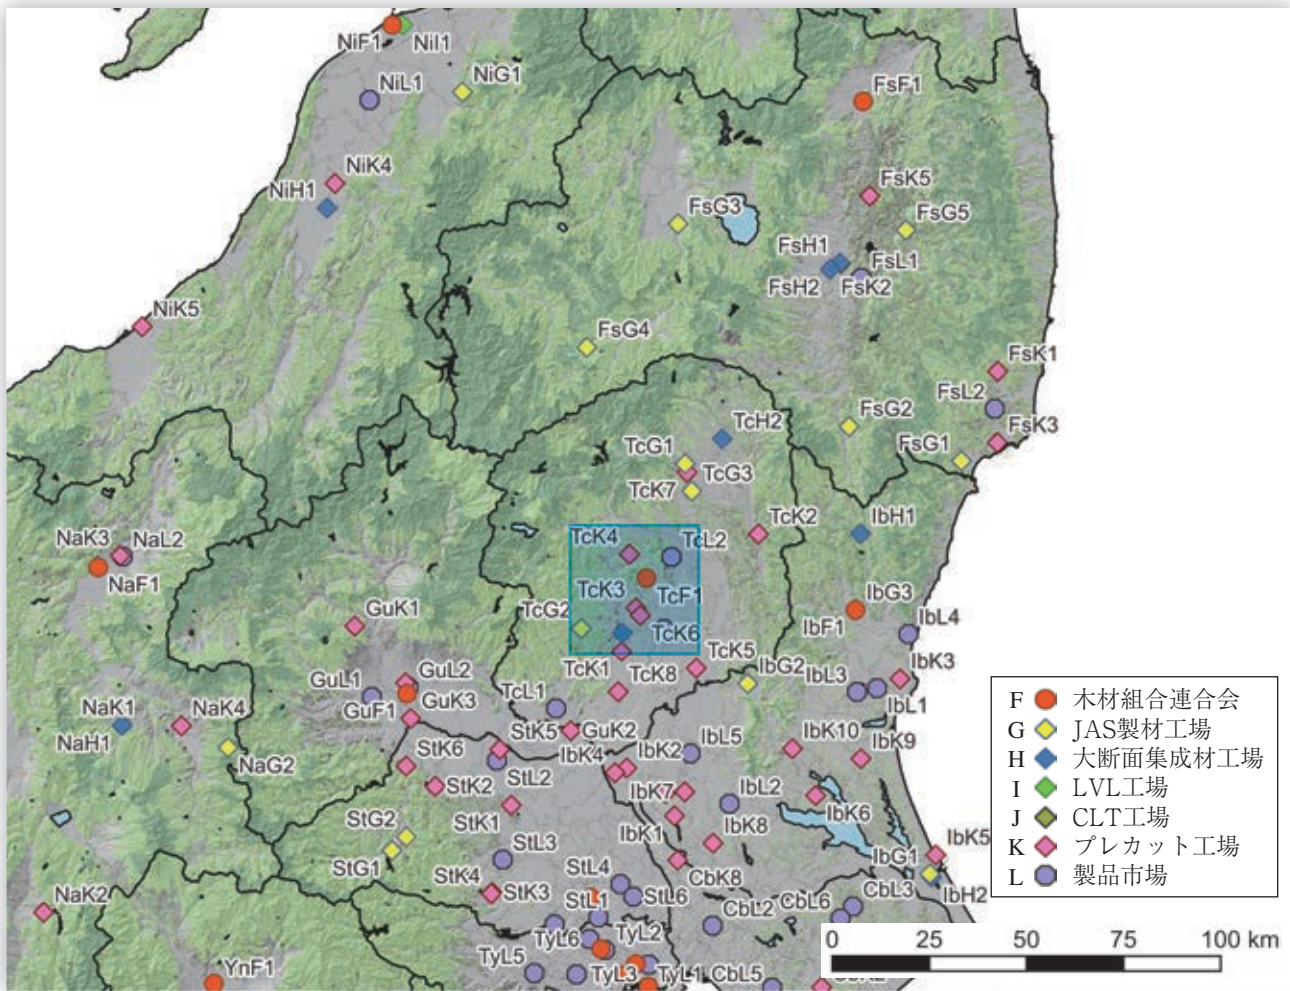 NiF1
NiI1
NiL1
NiG1
FsF1
NiK4
NiH1
FsK5
FsG3
FsG5
FsH1
FsL1
FsH2
FsK2
NiK5
FsG4
FsK1
FsL2
FsG2
FsK3
TcH2
TcG1
TcG3
FsG1
TcK7
TcK2
IbH1
NaK3
NaL2
TcK4
TcL2
NaF1
TcK3
TcF1
IbG3
GuK1
TcG2
TcK6
IbF1
IbL4
TcK1
TcK8
TcK5
IbG2
IbL3
IbK3
GuL1
GuL2
GuK3
GuF1
TcL1
IbL1
NaK1
NaK4
NaH1
StK6
StK5
GuK2
IbK4
IbK2
IbL5
IbK10
IbK9
NaG2
StK2
StL2
IbK7
IbL2
IbK6
StG2
StK1
IbK1
IbK8
StG1
StL3
IbG1
IbK5
StK4
StK3
StL4
CbK8
CbL3
IbH2
NaK2
StL1
StL6
CbL2
CbL6
TyL6
TyL2
TyL5
TyL3
TyL1
CbL5
YnF1
F 木材組合連合会
G JAS製材工場
H 大断面集成材工場
I LVL工場
J CLT工場
K プレカット工場
L 製品市場
0 25 50 75 100 km